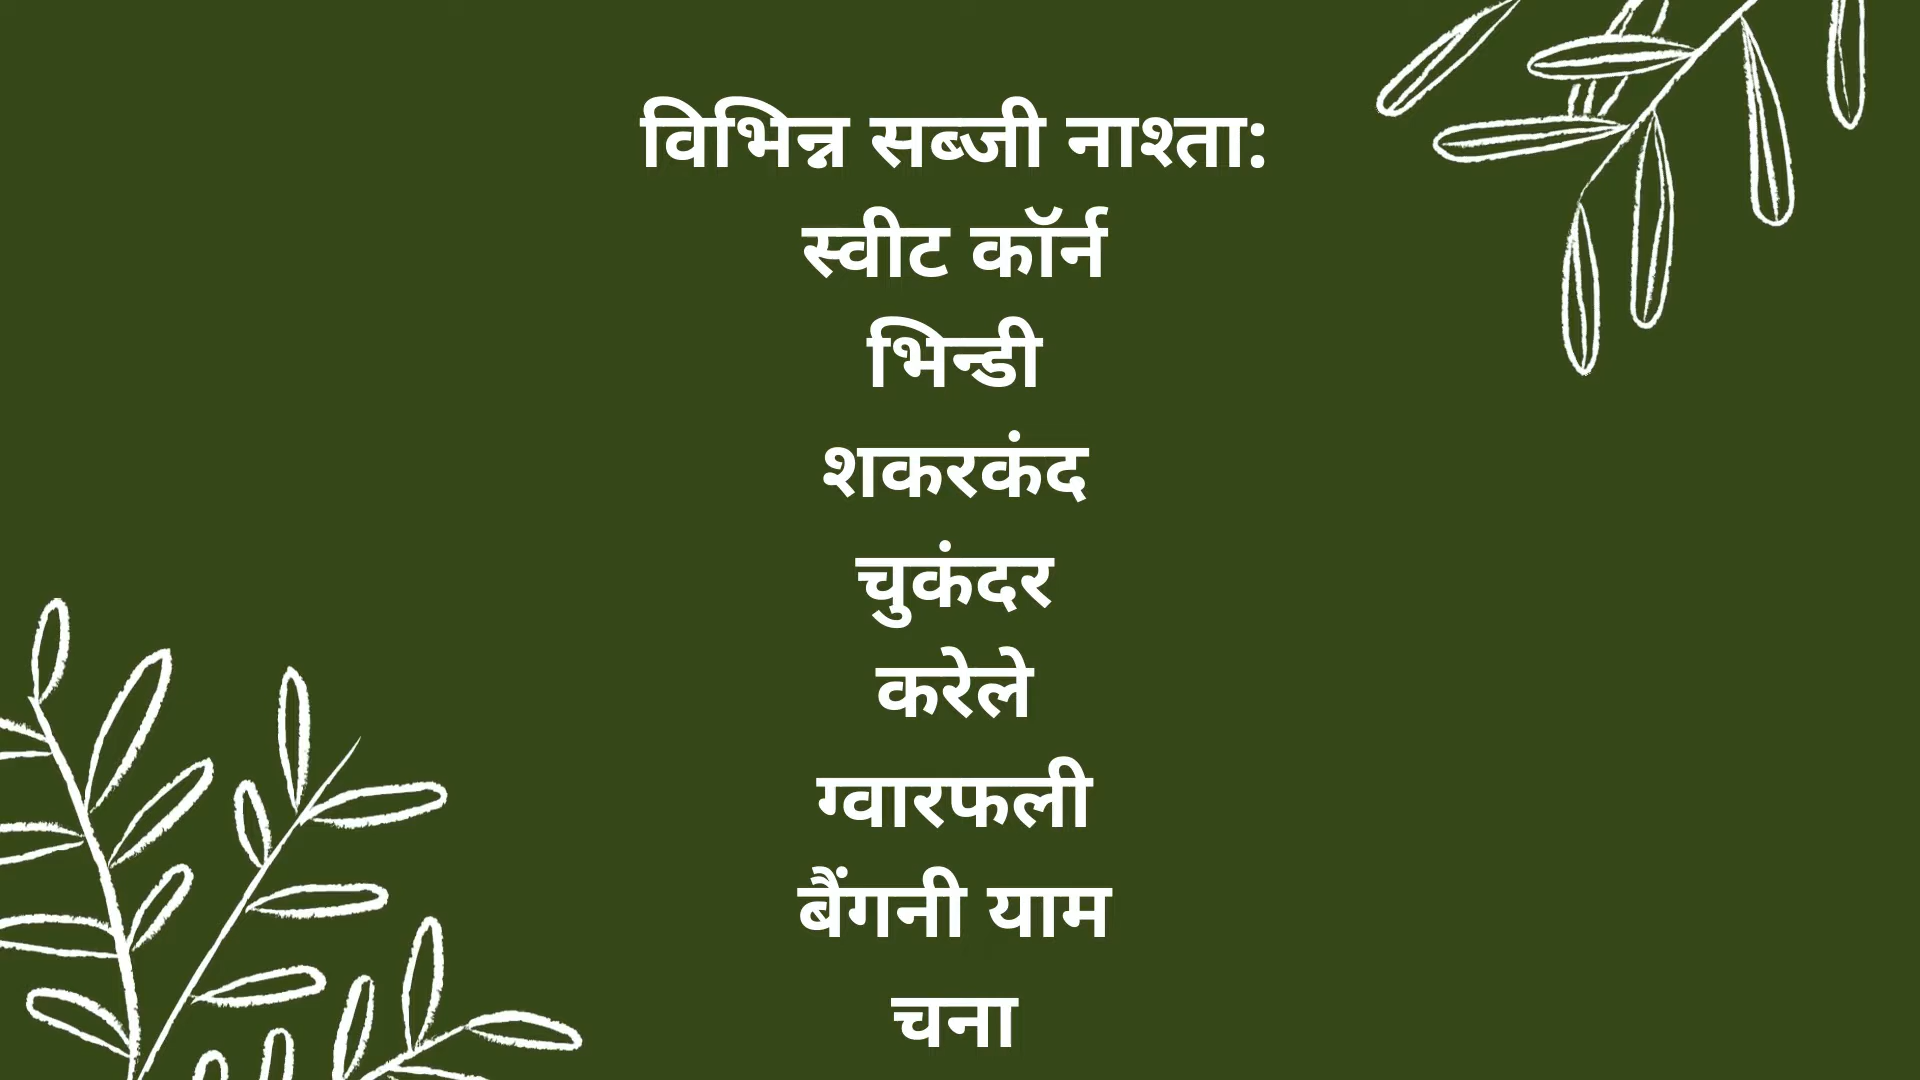 विभिन्न सब्जी नाश्ता:
स्वीट कॉर्न
भिन्डी
शकरकंद
चुकंदर
करेले
ग्वारफली
बैंगनी याम
चना